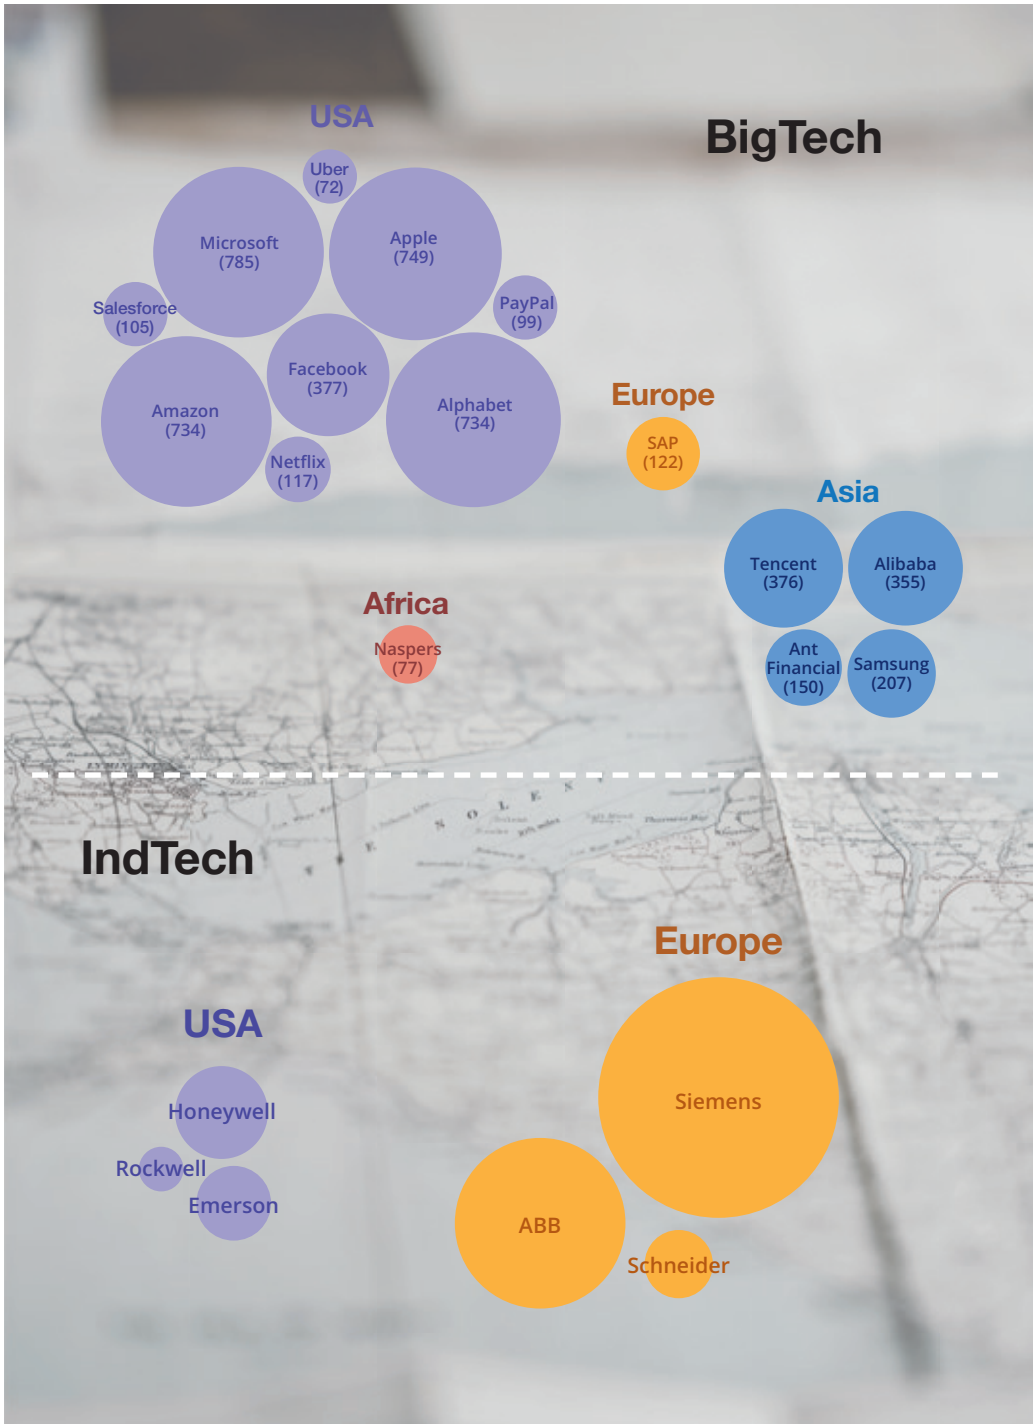 USA
BigTech
Uber
(72)
Microsoft
(785)
Apple
(749)
Salesforce
(105)
PayPal
(99)
Facebook
(377)
Amazon
(734)
Alphabet
(734)
Netflix
(117)
Europe
SAP
(122)
Asia
Tencent
(376)
Alibaba
(355)
Ant
Financial
(150)
Samsung
(207)
Africa
Naspers
(77)
IndTech
Europe
Siemens
ABB
Schneider
USA
Honeywell
Rockwell
Emerson